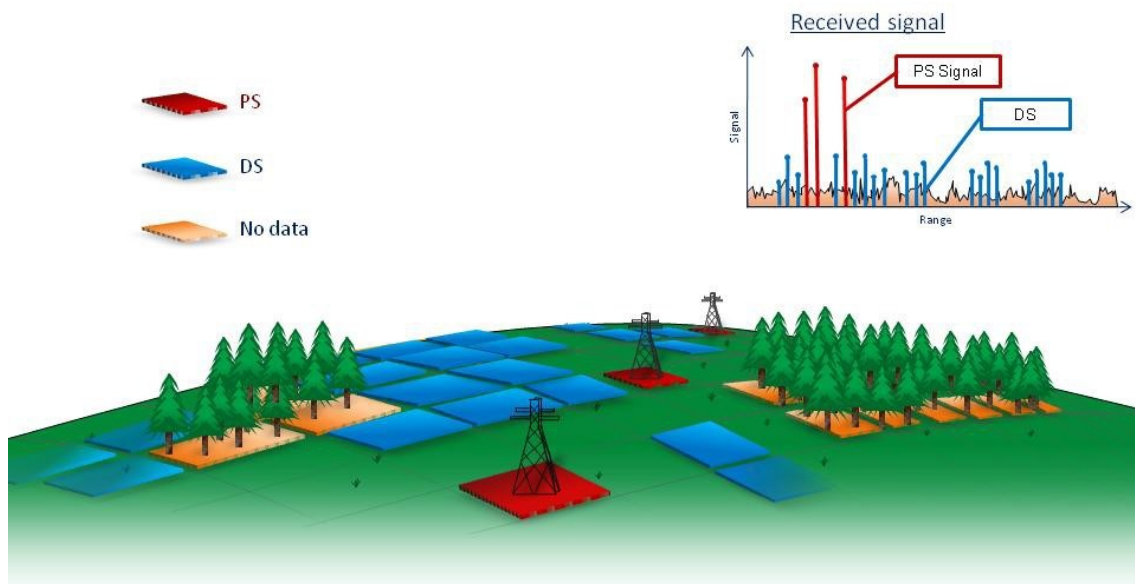 Received signal
PS Signal
DS
Signal
Range
PS
DS
No data